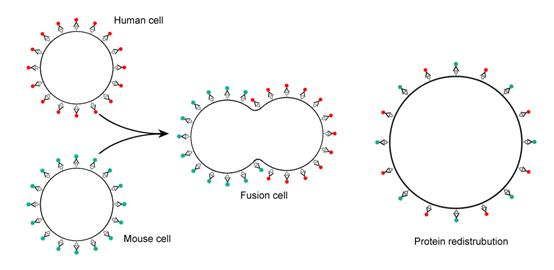 Human cell
Mouse cell
Fusion cell
Protein redistrubution